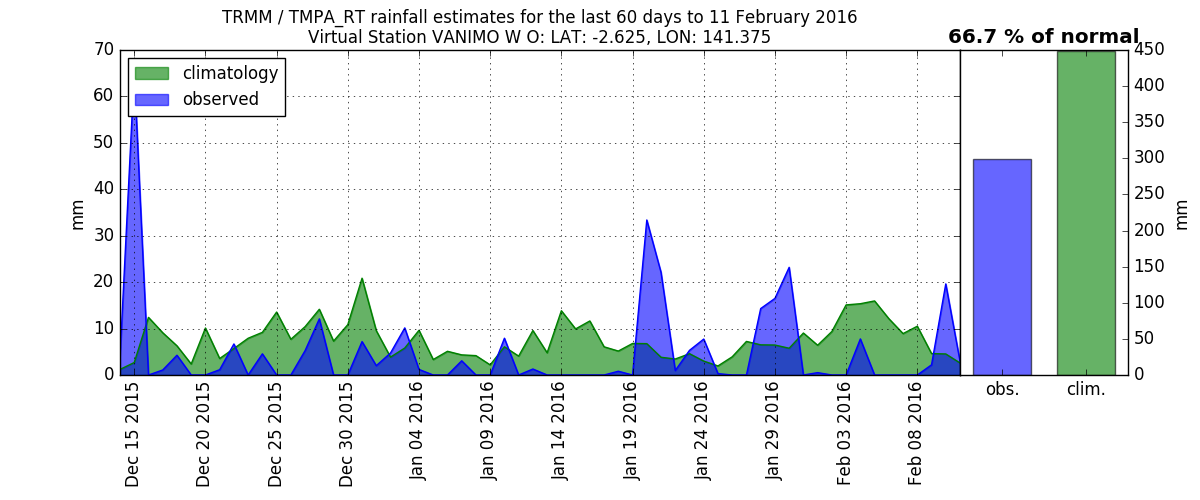 TRMM / TMPA_RT rainfall estimates for the last 60 days to 11 February 2016
Virtual Station VANIMO W O: LAT: -2.625, LON: 141.375
66.7 % of normal
climatology
observed
mm
70
60
50
40
30
20
10
0
Dec 15 2015
Dec 20 2015
Dec 25 2015
Dec 30 2015
Jan 04 2016
Jan 09 2016
Jan 14 2016
Jan 19 2016
Jan 24 2016
Jan 29 2016
Feb 03 2016
Feb 08 2016
obs.
clim.
450
400
350
300
250
200
150
100
50
0
mm